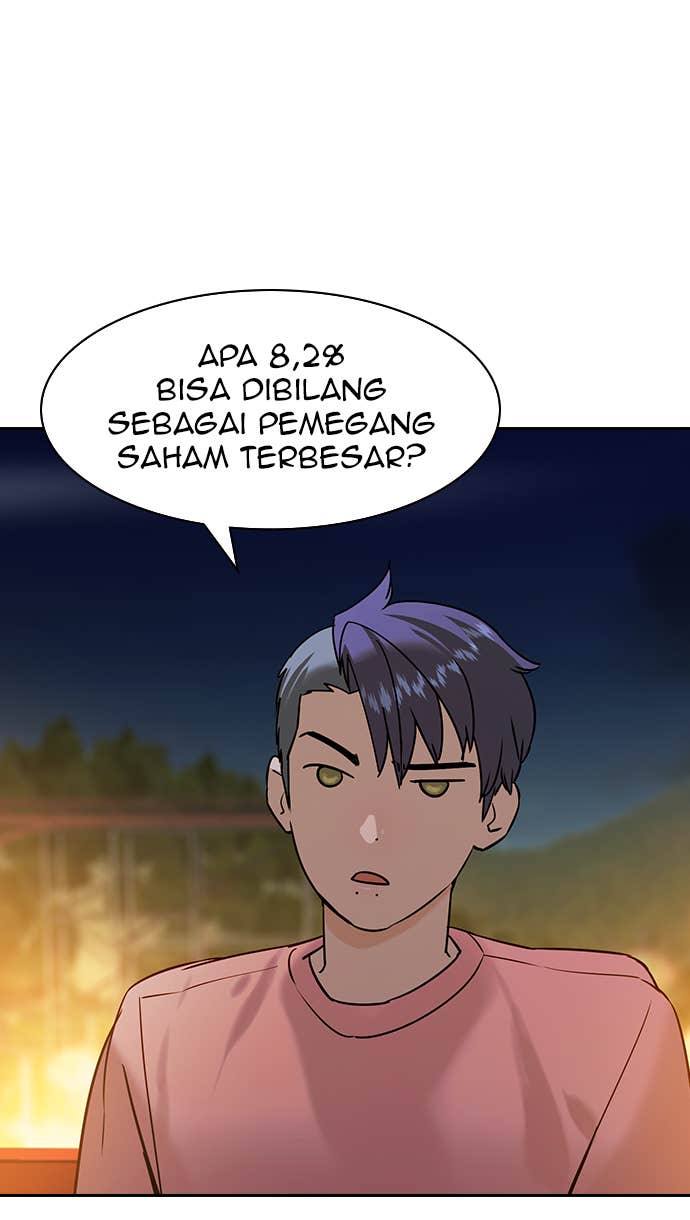 APA 8,2%
BISA DIBILANG
SEBAGAI PEMEGANG
SAHAM TERBESAR?